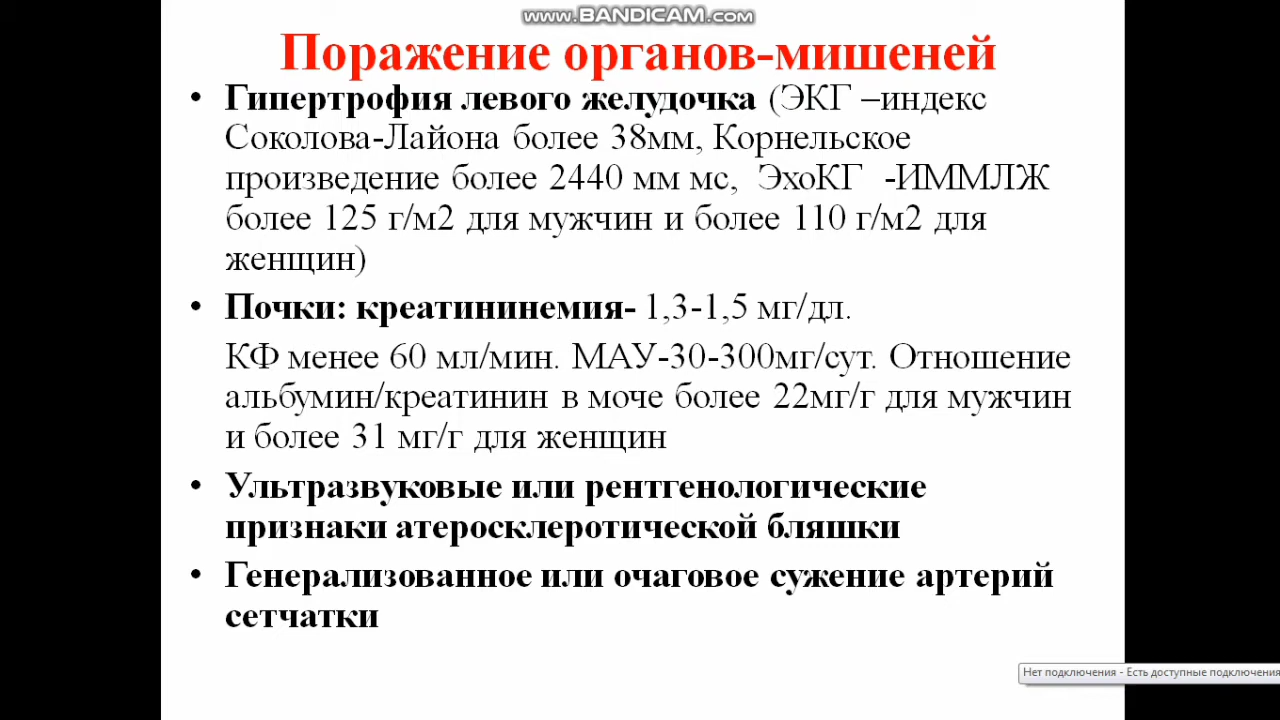 www.BANDICAM.com
Поражение органов-мишеней
• Гипертрофия левого желудочка (ЭКГ –индекс
Соколова-Лайона более 38мм, Корнельское
произведение более 2440 мм мс, ЭхоКГ -ИММЛЖ
более 125 г/м2 для мужчин и более 110 г/м2 для
женщин)
• Почки: креатининемия- 1,3-1,5 мг/дл.
КФ менее 60 мл/мин. МАУ-30-300мг/сут. Отношение
альбумин/креатинин в моче более 22мг/г для мужчин
и более 31 мг/г для женщин
• Ультразвуковые или рентгенологические
признаки атеросклеротической бляшки
• Генерализованное или очаговое сужение артерий
сетчатки
Нет подключения - Есть доступные подключения